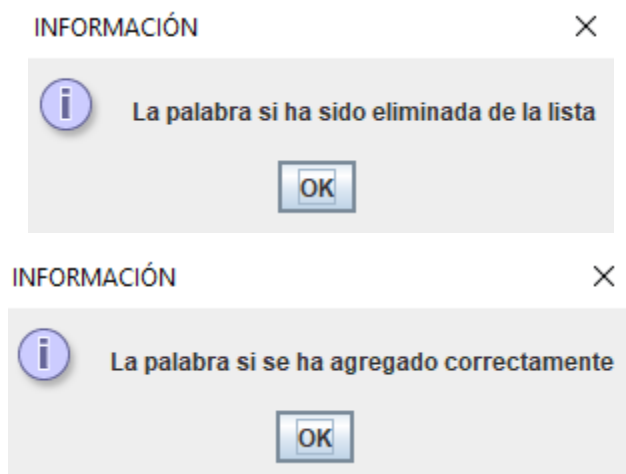 INFORMACIÓN
La palabra si ha sido eliminada de la lista
OK
INFORMACIÓN
La palabra si se ha agregado correctamente
OK